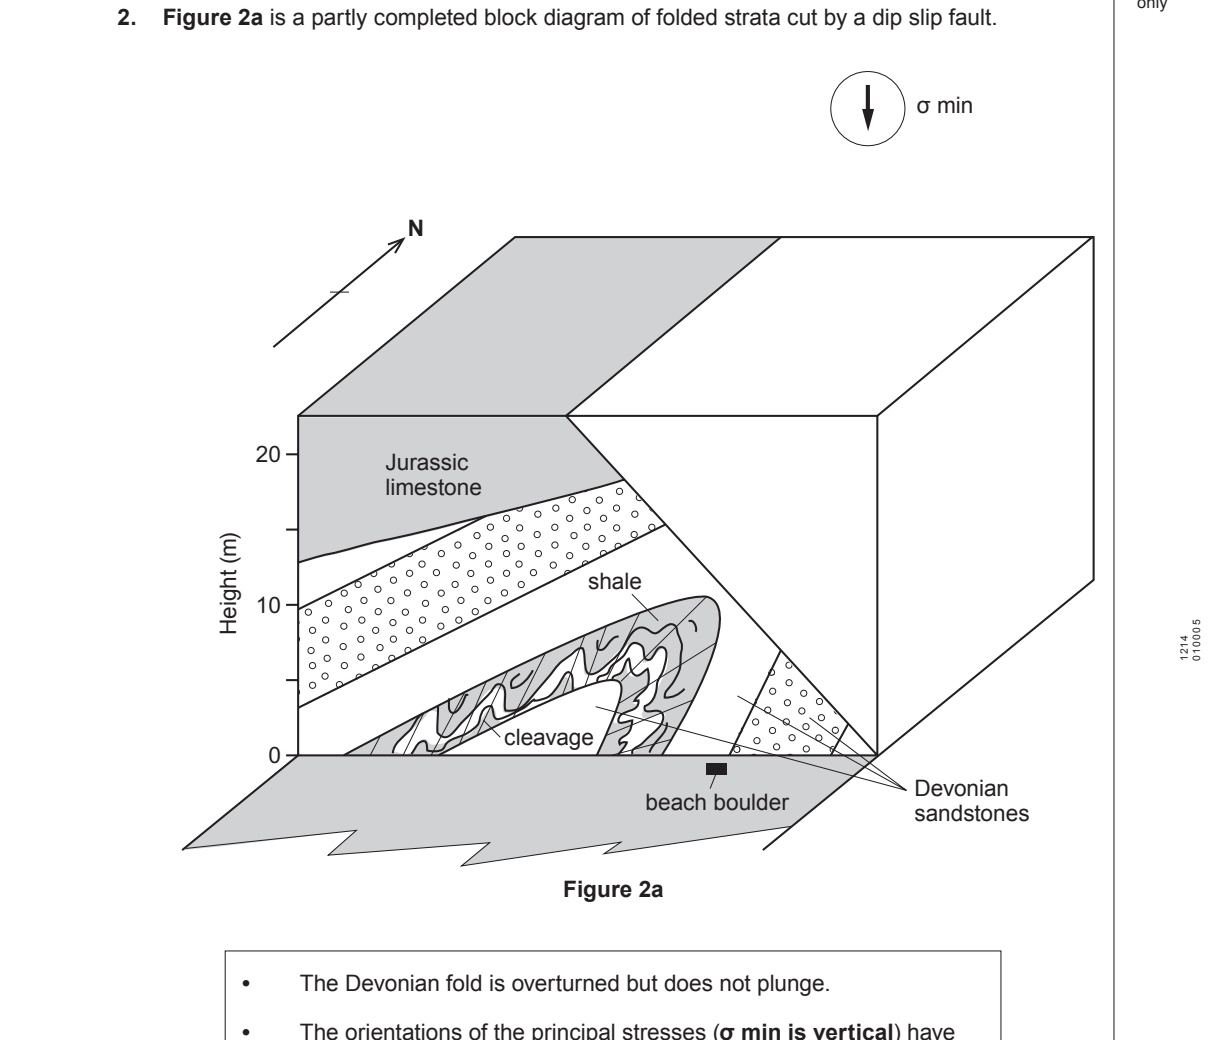 only
2. Figure 2a is a partly completed block diagram of folded strata cut by a dip slip fault.
σ min
N
20
Jurassic
limestone
Height (m)
10
shale
0
cleavage
beach boulder
Devonian
sandstones
1214
010005
Figure 2a
• The Devonian fold is overturned but does not plunge.
• The orientations of the principal stresses (σ min is vertical) have